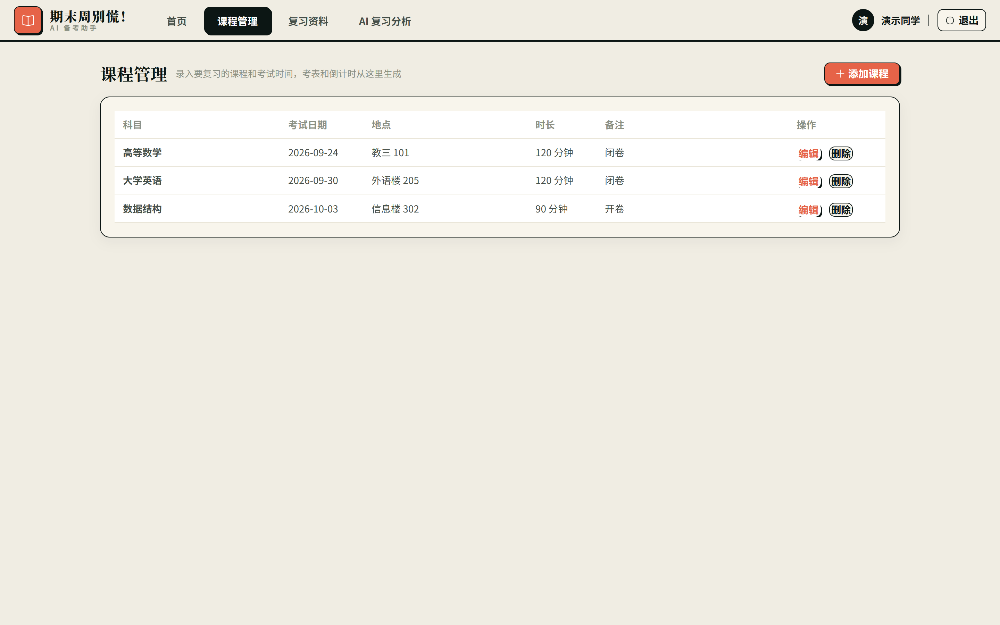 期末周别慌!
AI 备考助手
首页 课程管理 复习资料 AI 复习分析
演 演示同学 退出
课程管理 录入要复习的课程和考试时间，考表和倒计时从这里生成
添加课程
科目 考试日期 地点 时长 备注 操作
高等数学 2026-09-24 教三 101 120 分钟 闭卷 编辑 删除
大学英语 2026-09-30 外语楼 205 120 分钟 闭卷 编辑 删除
数据结构 2026-10-03 信息楼 302 90 分钟 开卷 编辑 删除